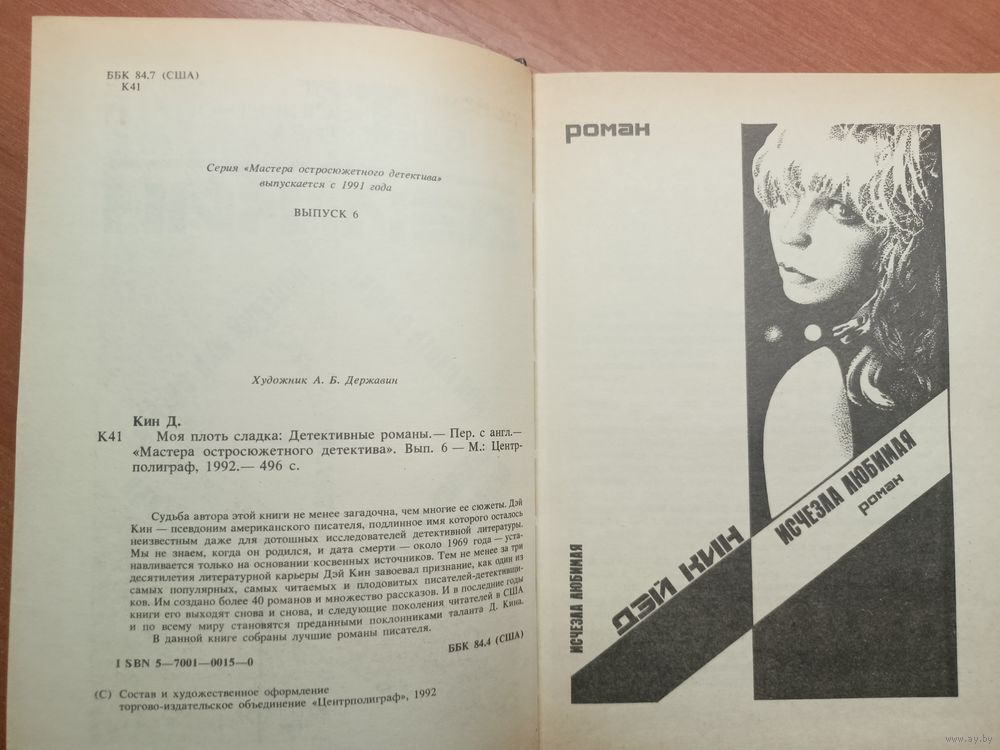 ББК 84.7 (США)
К41
Серия «Мастера остросюжетного детектива»
выпускается с 1991 года
ВЫПУСК 6
Художник А. Б. Державин
Кин Д.
К41 Моя плоть сладка: Детективные романы.— Пер. с англ.—
«Мастера остросюжетного детектива». Вып. 6 — М.: Центр-
полиграф, 1992.— 496 с.
Судьба автора этой книги не менее загадочна, чем многие ее сюжеты. Дэй
Кин — псевдоним американского писателя, подлинное имя которого осталось
неизвестным даже для дотошных исследователей детективной литературы.
Мы не знаем, когда он родился, и дата смерти — около 1969 года — уста-
навливается только на основании косвенных источников. Тем не менее за три
десятилетия литературной карьеры Дэй Кин завоевал признание, как один из
самых популярных, самых читаемых и плодовитых писателей-детективщи-
ков. Им создано более 40 романов и множество рассказов. И в последние годы
книги его выходят снова и снова, и следующие поколения читателей в США
и по всему миру становятся преданными поклонниками таланта Д. Кина.
В данной книге собраны лучшие романы писателя.
ББК 84.4 (США)
I SBN 5—7001—0015—0
(С) Состав и художественное оформление
торгово-издательское объединение «Центрполиграф», 1992
роман
ИСЧЕЗЛА ЛЮБИМАЯ
ДЭЙ КИН
ИСЧЕЗЛА ЛЮБИМАЯ
роман
www.ay.by